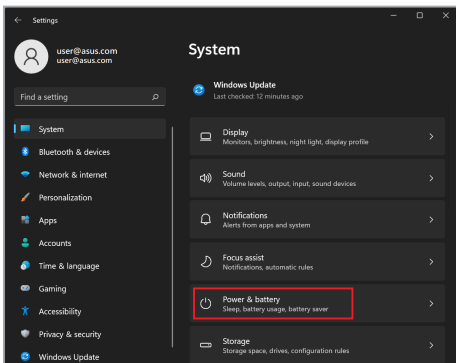 Settings
user@asus.com
user@asus.com
Find a setting
System
Bluetooth & devices
Network & internet
Personalization
Apps
Accounts
Time & language
Gaming
Accessibility
Privacy & security
Windows Update
System
Windows Update
Last checked: 12 minutes ago
Display
Monitors, brightness, night light, display profile
Sound
Volume levels, output, input, sound devices
Notifications
Alerts from apps and system
Focus assist
Notifications, automatic rules
Power & battery
Sleep, battery usage, battery saver
Storage
Storage space, drives, configuration rules